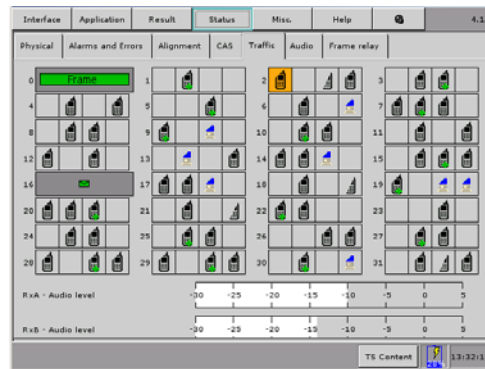 Interface Application Result Status Misc. Help 4.1
Physical Alarms and Errors Alignment CAS Traffic Audio Frame relay
0 Frame 1 2 3
4 5 6 7
8 9 10 11
12 13 14 15
16 17 18 19
20 21 22 23
24 25 26 27
28 29 30 31
RxA - Audio level -30 -25 -20 -15 -10 -5 0 5
RxB - Audio level -30 -25 -20 -15 -10 -5 0 5
TS Content 13:32:1